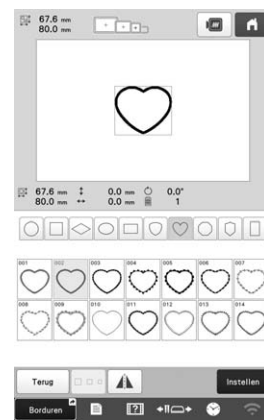 67.6 mm
80.0 mm
67.6 mm 0.0 mm 0.0°
80.0 mm 0.0 mm 1
001 002 003 004 005 006 007
008 009 010 011 012 013 014
Terug Instellen
Borduren